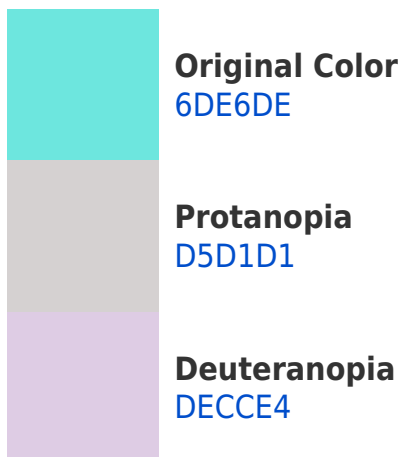 Original Color
6DE6DE
Protanopia
D5D1D1
Deuteranopia
DECCE4